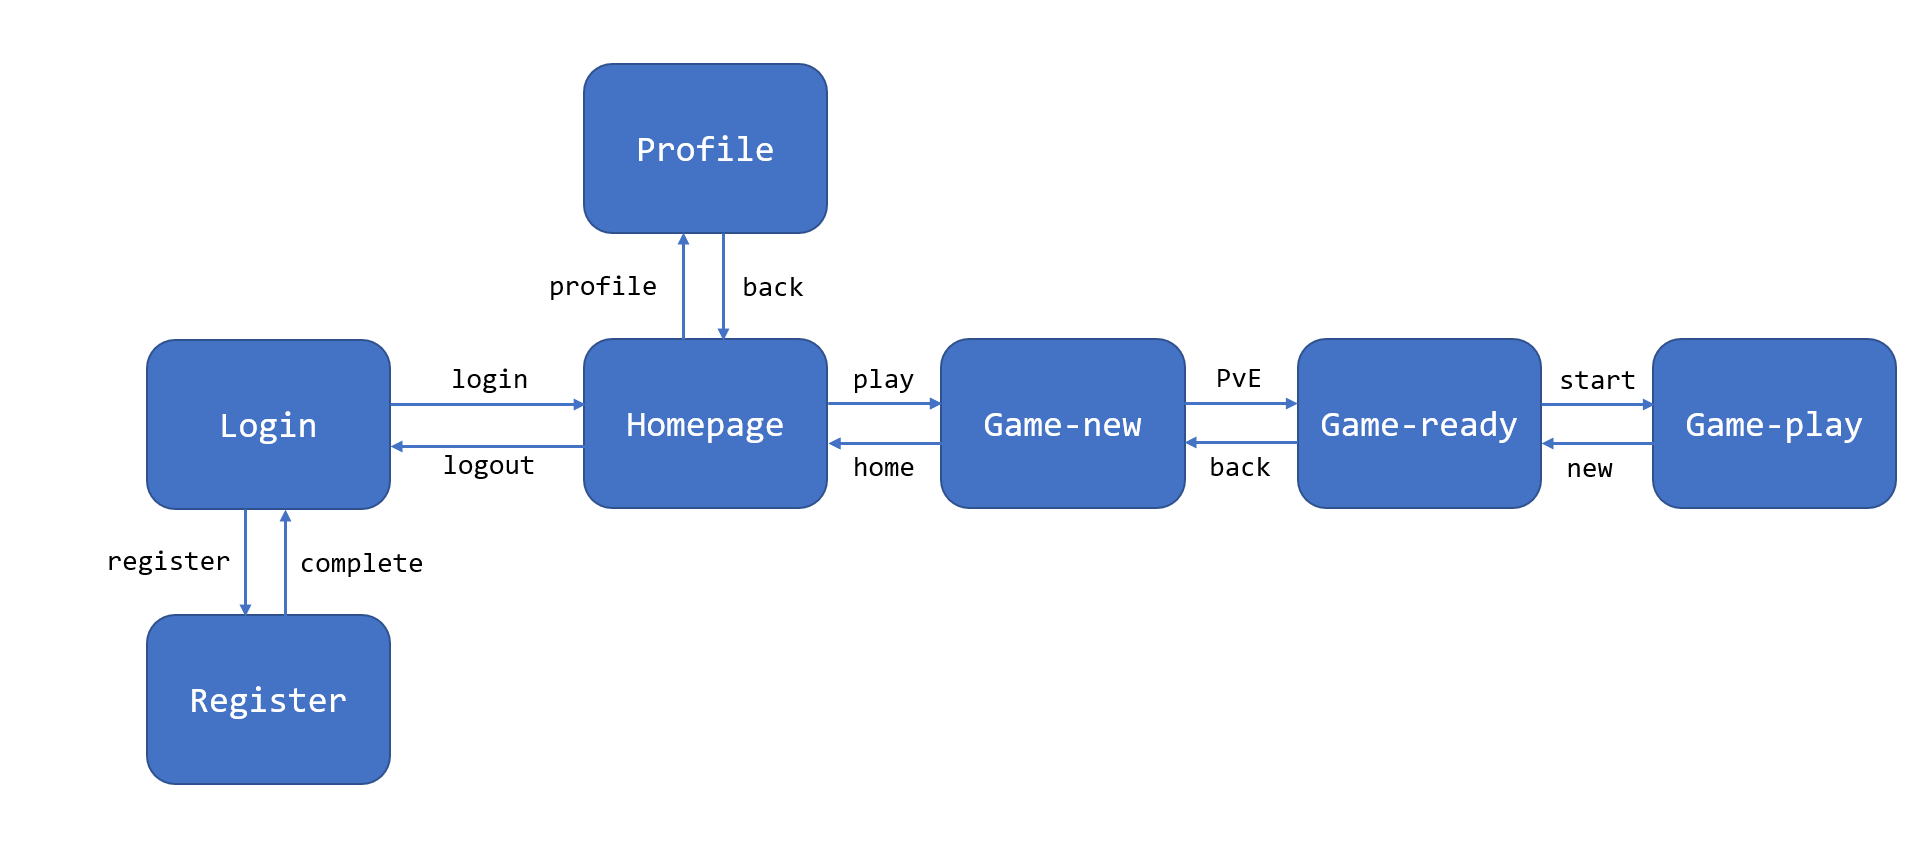 Profile
profile
back
login
play
PvE
start
Login
Homepage
Game-new
Game-ready
Game-play
logout
home
back
new
register
complete
Register